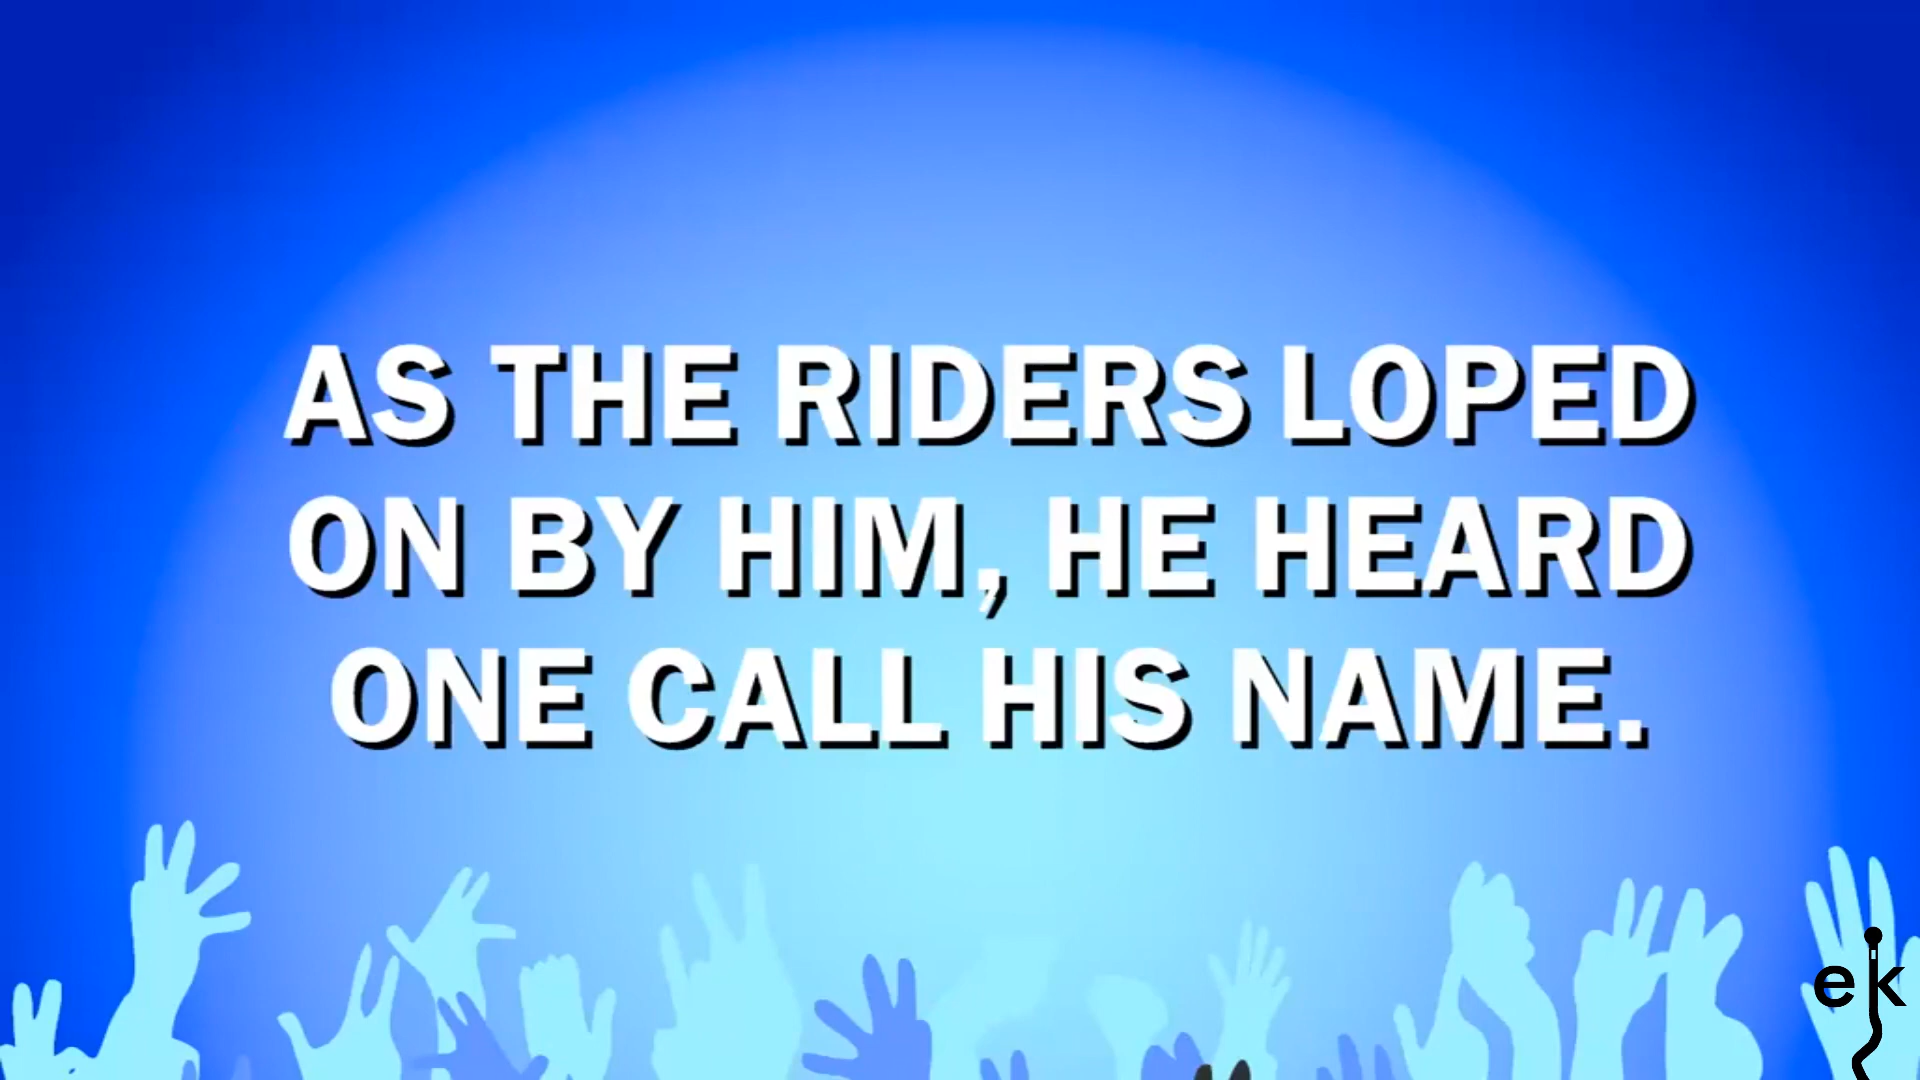 AS THE RIDERS LOPED
ON BY HIM, HE HEARD
ONE CALL HIS NAME.
ek